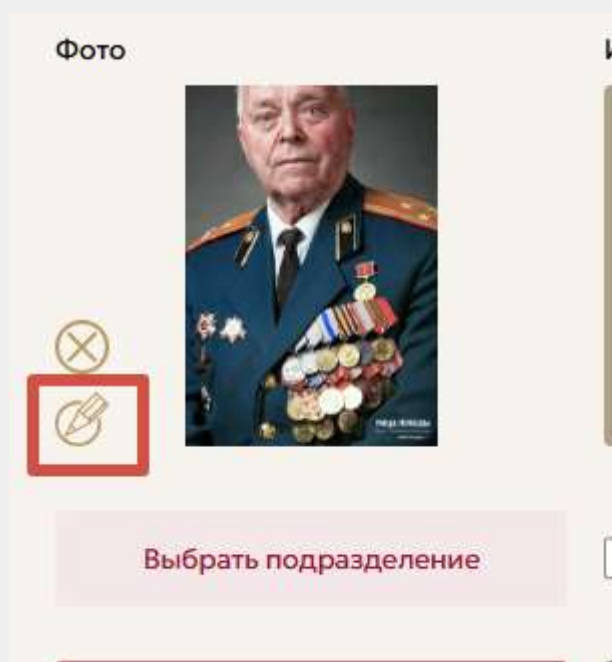 Фото
Выбрать подразделение